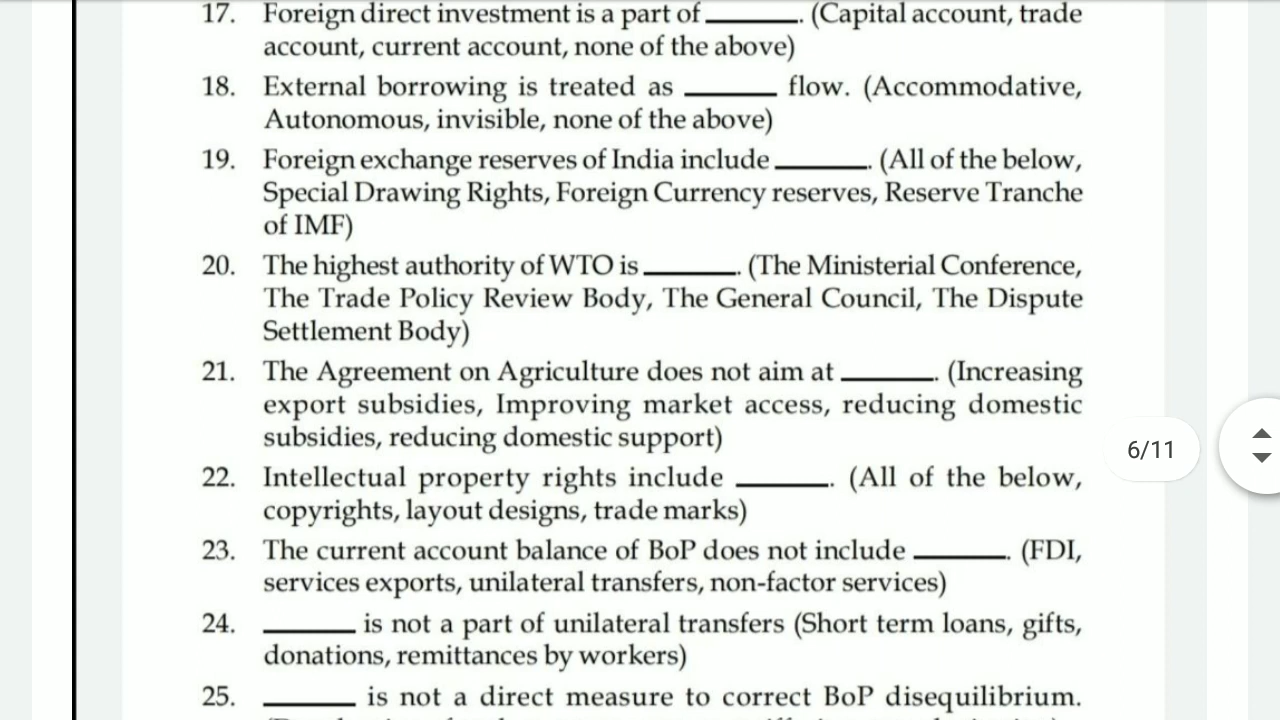 17. Foreign direct investment is a part of ______. (Capital account, trade
account, current account, none of the above)
18. External borrowing is treated as ______ flow. (Accommodative,
Autonomous, invisible, none of the above)
19. Foreign exchange reserves of India include ______. (All of the below,
Special Drawing Rights, Foreign Currency reserves, Reserve Tranche
of IMF)
20. The highest authority of WTO is ______. (The Ministerial Conference,
The Trade Policy Review Body, The General Council, The Dispute
Settlement Body)
21. The Agreement on Agriculture does not aim at ______. (Increasing
export subsidies, Improving market access, reducing domestic
subsidies, reducing domestic support)
6/11
22. Intellectual property rights include ______. (All of the below,
copyrights, layout designs, trade marks)
23. The current account balance of BoP does not include ______. (FDI,
services exports, unilateral transfers, non-factor services)
24. ______ is not a part of unilateral transfers (Short term loans, gifts,
donations, remittances by workers)
25. ______ is not a direct measure to correct BoP disequilibrium.